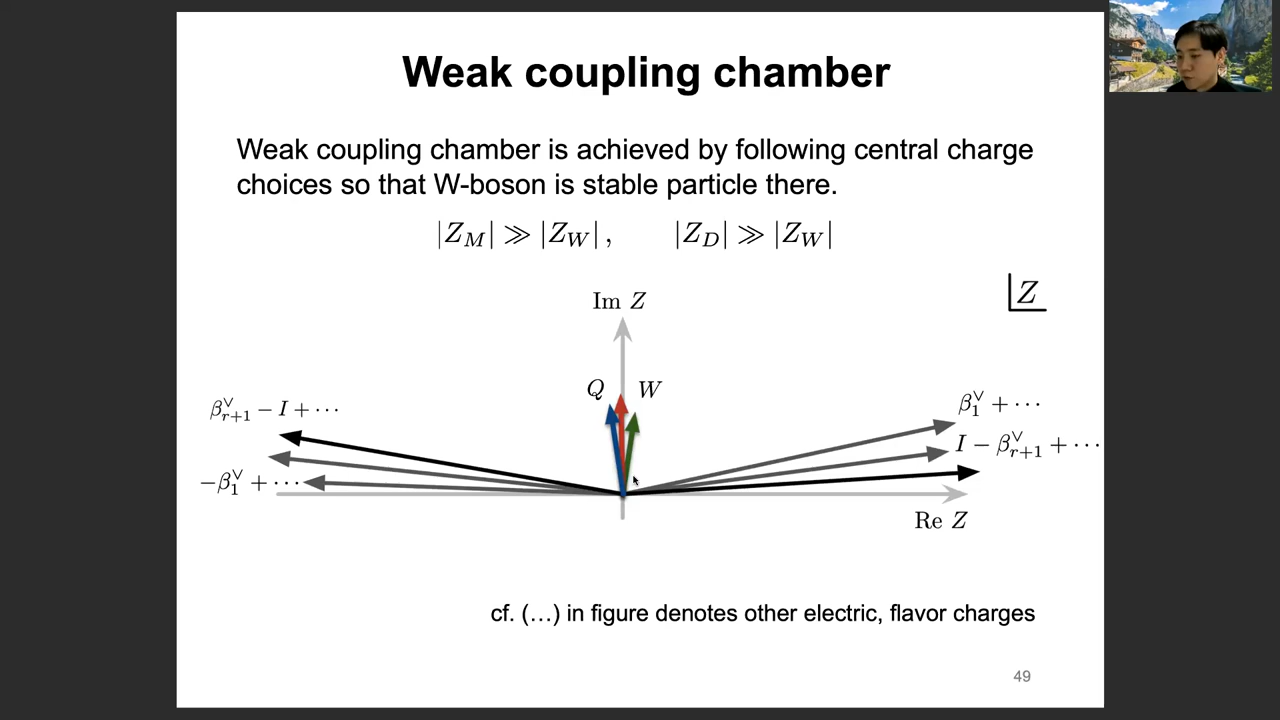 Weak coupling chamber
Weak coupling chamber is achieved by following central charge
choices so that W-boson is stable particle there.
|Z_M| ≫ |Z_W| ,  |Z_D| ≫ |Z_W|
Z
Im Z
Q W
β^∨_{r+1} − I + ⋯
β^∨_1 + ⋯
I − β^∨_{r+1} + ⋯
−β^∨_1 + ⋯
Re Z
cf. (…) in figure denotes other electric, flavor charges
49